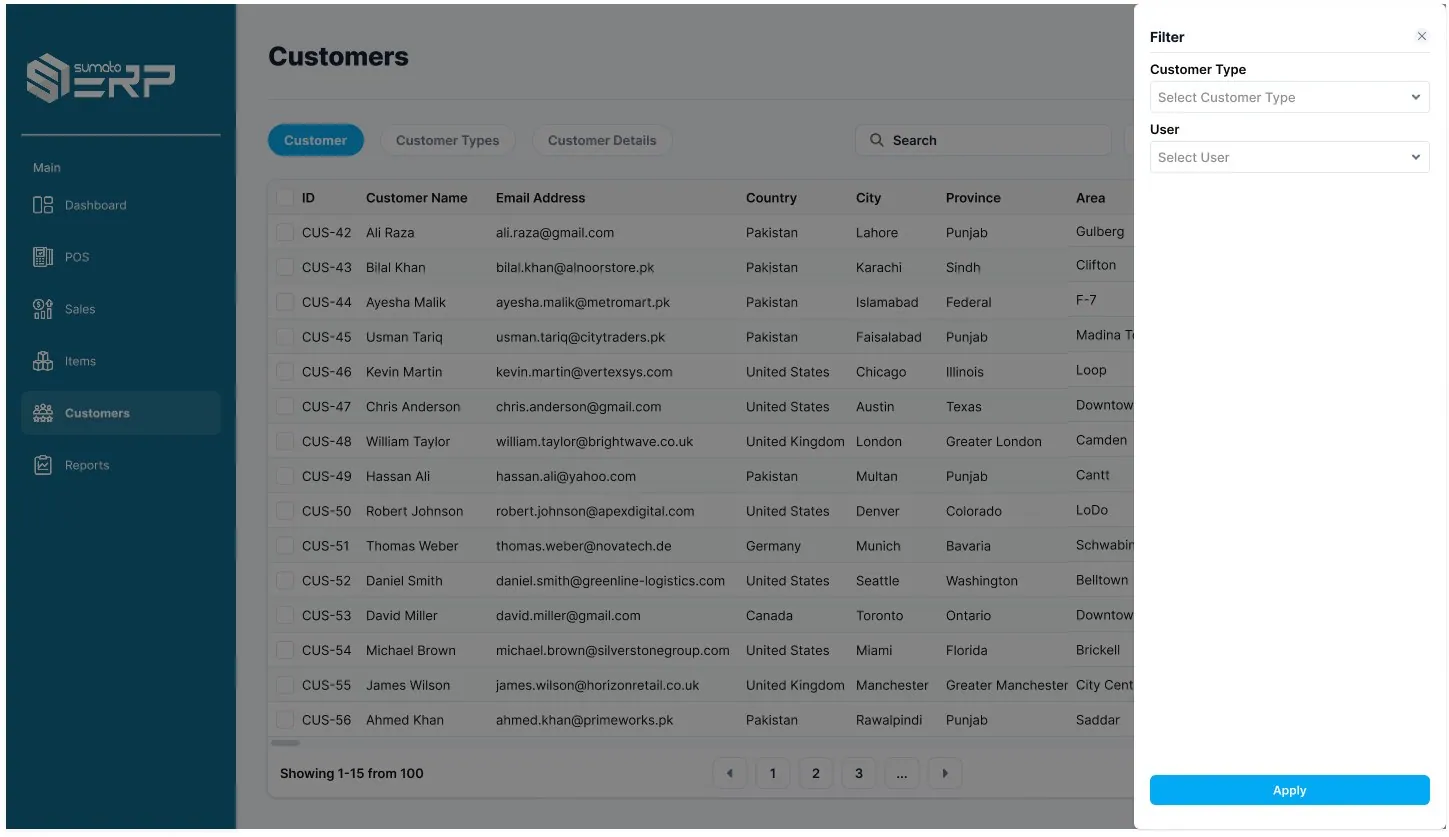 sumato
ERP
Main
Dashboard
POS
Sales
Items
Customers
Reports
Customers
Customer Customer Types Customer Details Search
ID Customer Name Email Address Country City Province Area
CUS-42 Ali Raza ali.raza@gmail.com Pakistan Lahore Punjab Gulberg
CUS-43 Bilal Khan bilal.khan@alnoorstore.pk Pakistan Karachi Sindh Clifton
CUS-44 Ayesha Malik ayesha.malik@metromart.pk Pakistan Islamabad Federal F-7
CUS-45 Usman Tariq usman.tariq@citytraders.pk Pakistan Faisalabad Punjab Madina T
CUS-46 Kevin Martin kevin.martin@vertexsys.com United States Chicago Illinois Loop
CUS-47 Chris Anderson chris.anderson@gmail.com United States Austin Texas Downtow
CUS-48 William Taylor william.taylor@brightwave.co.uk United Kingdom London Greater London Camden
CUS-49 Hassan Ali hassan.ali@yahoo.com Pakistan Multan Punjab Cantt
CUS-50 Robert Johnson robert.johnson@apexdigital.com United States Denver Colorado LoDo
CUS-51 Thomas Weber thomas.weber@novatech.de Germany Munich Bavaria Schwabin
CUS-52 Daniel Smith daniel.smith@greenline-logistics.com United States Seattle Washington Belltown
CUS-53 David Miller david.miller@gmail.com Canada Toronto Ontario Downtow
CUS-54 Michael Brown michael.brown@silverstonegroup.com United States Miami Florida Brickell
CUS-55 James Wilson james.wilson@horizonretail.co.uk United Kingdom Manchester Greater Manchester City Cent
CUS-56 Ahmed Khan ahmed.khan@primeworks.pk Pakistan Rawalpindi Punjab Saddar
Showing 1-15 from 100 1 2 3 ...
Filter
Customer Type
Select Customer Type
User
Select User
Apply